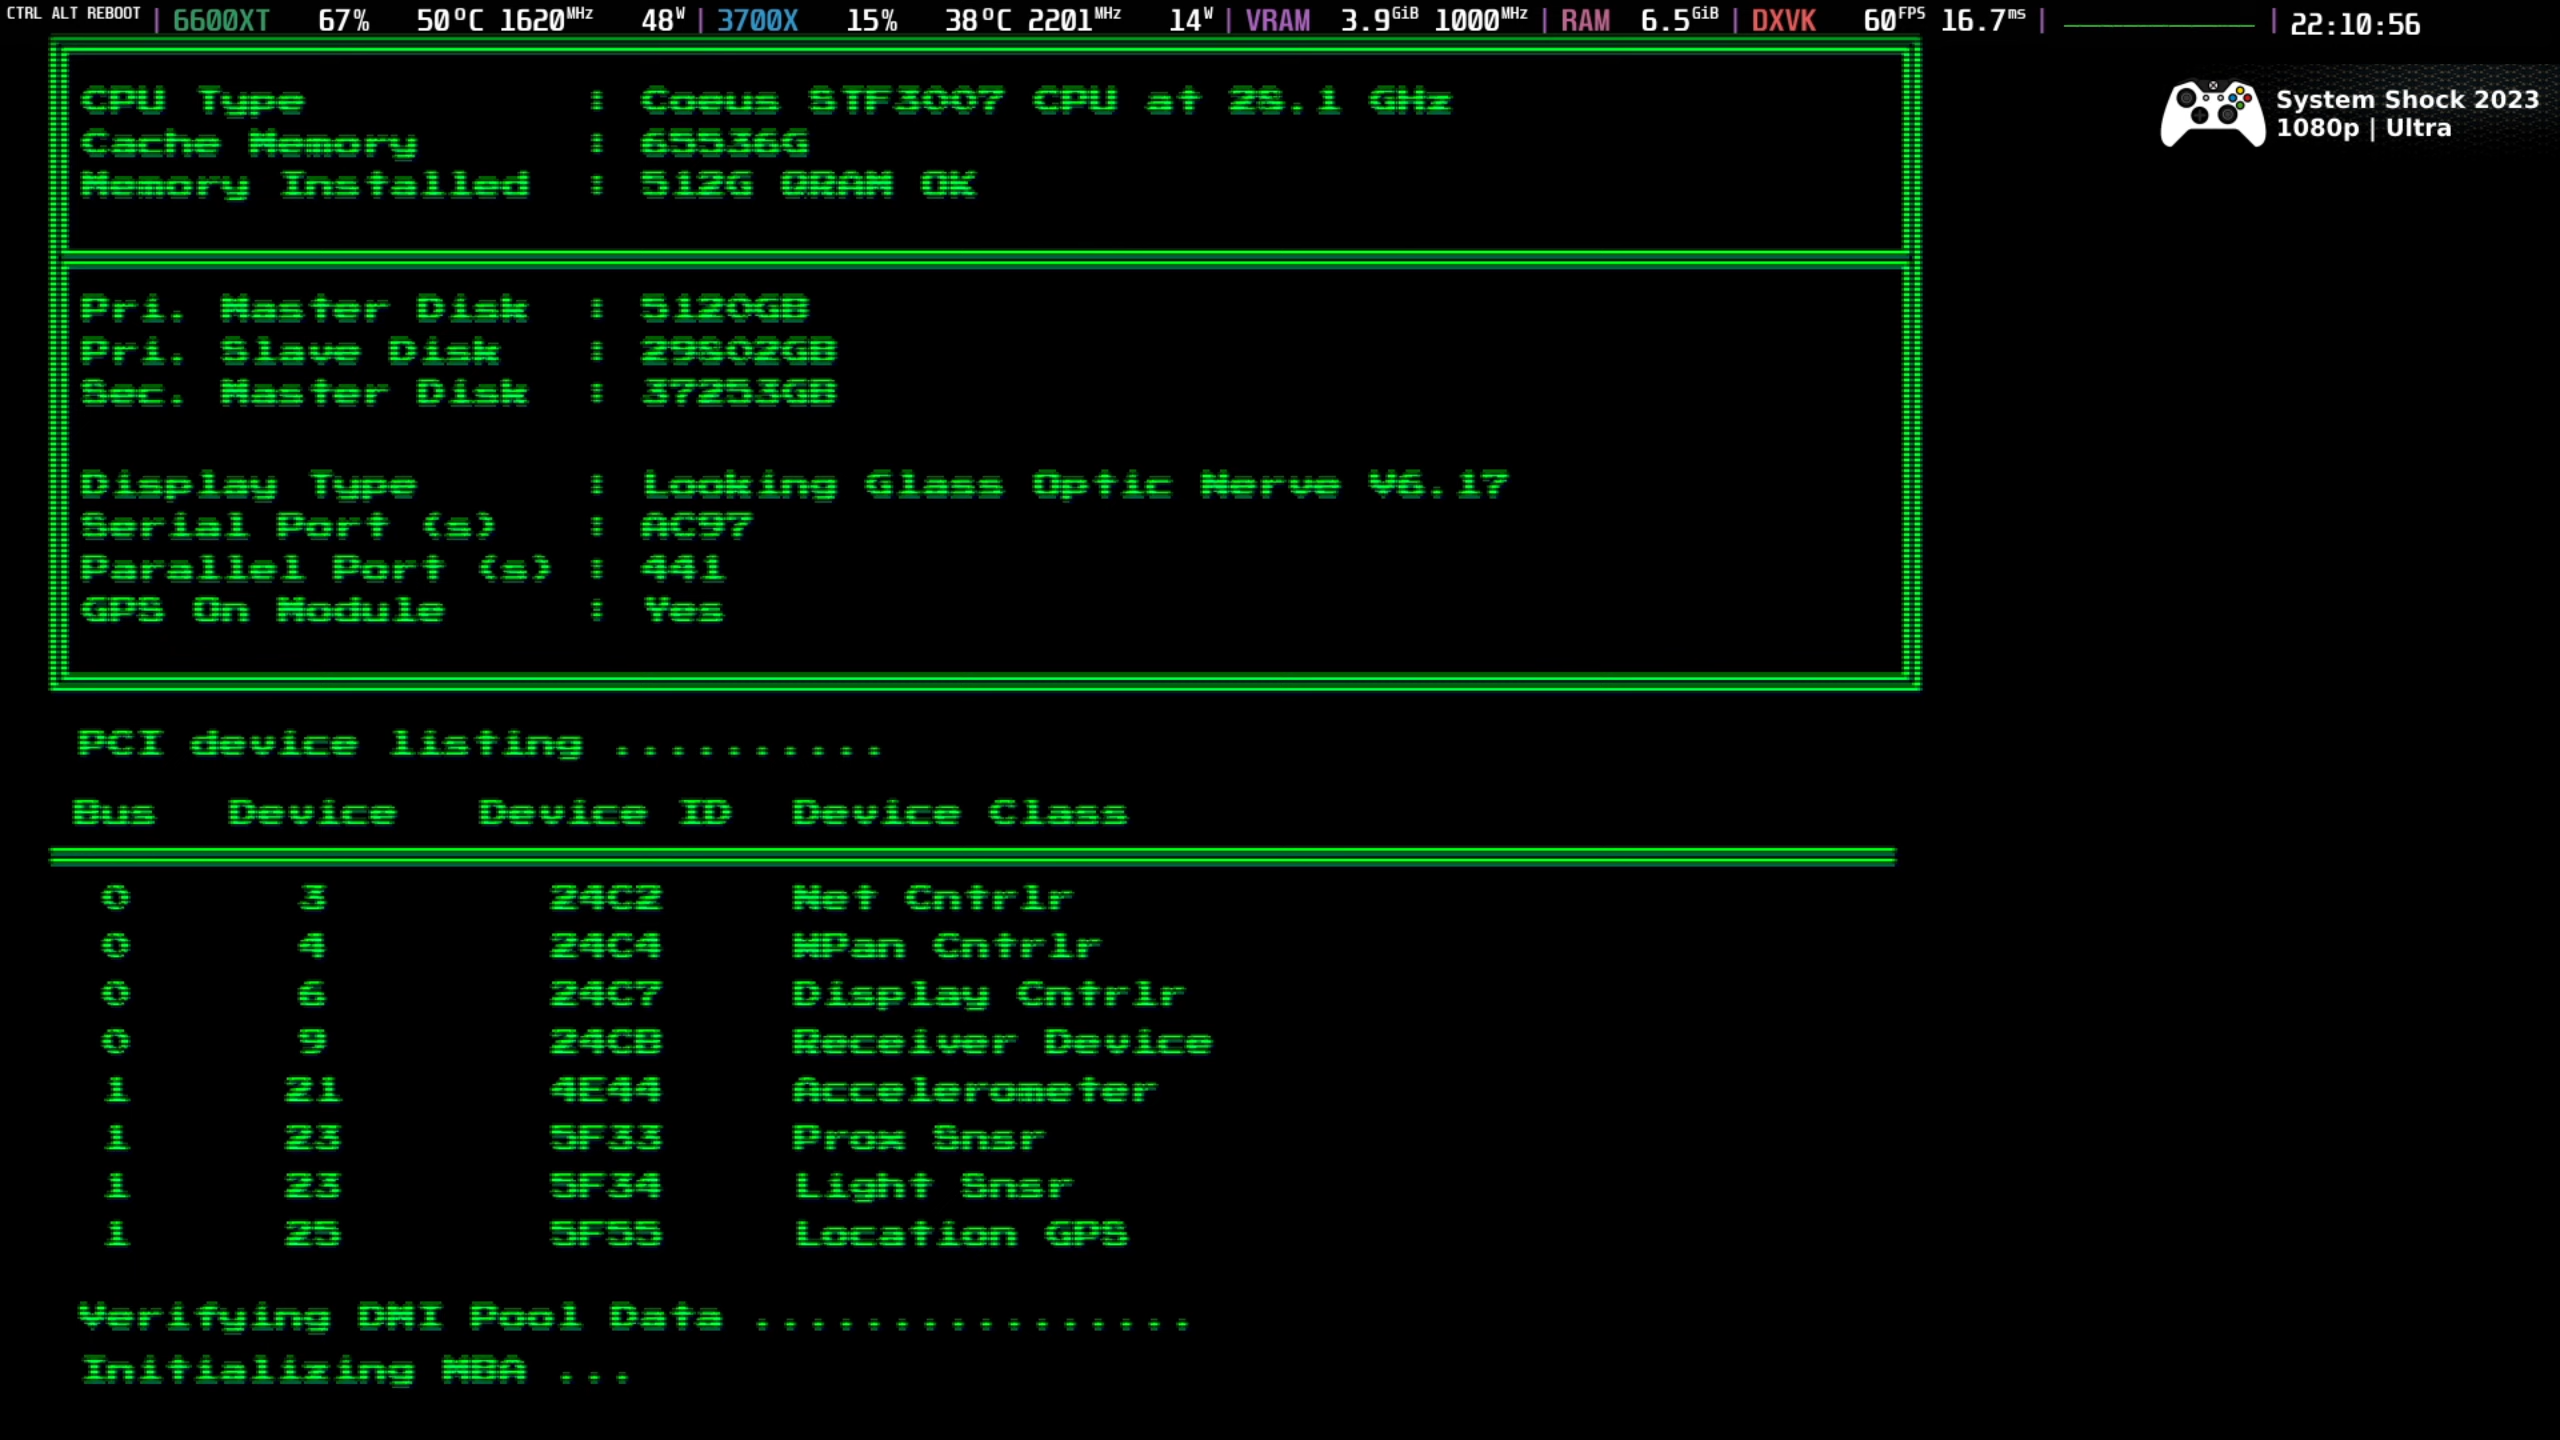 CTRL ALT REBOOT | 6600XT 67% 50°C 1620MHz 48W | 3700X 15% 38°C 2201MHz 14W | VRAM 3.9GiB 1000MHz | RAM 6.5GiB | DXVK 60FPS 16.7ms | 22:10:56
System Shock 2023
1080p | Ultra
CPU Type : Coeus STF3007 CPU at 28.1 GHz
Cache Memory : 65536G
Memory Installed : 512G QRAM OK
Pri. Master Disk : 5120GB
Pri. Slave Disk : 29802GB
Sec. Master Disk : 37253GB
Display Type : Looking Glass Optic Nerve V6.17
Serial Port (s) : AC97
Parallel Port (s) : 441
GPS On Module : Yes
PCI device listing ..........
Bus Device Device ID Device Class
0 3 24C2 Net Cntrlr
0 4 24C4 WPan Cntrlr
0 6 24C7 Display Cntrlr
0 9 24CB Receiver Device
1 21 4E44 Accelerometer
1 23 5F33 Prox Snsr
1 23 5F34 Light Snsr
1 25 5F55 Location GPS
Verifying DMI Pool Data ................
Initializing MBA ...